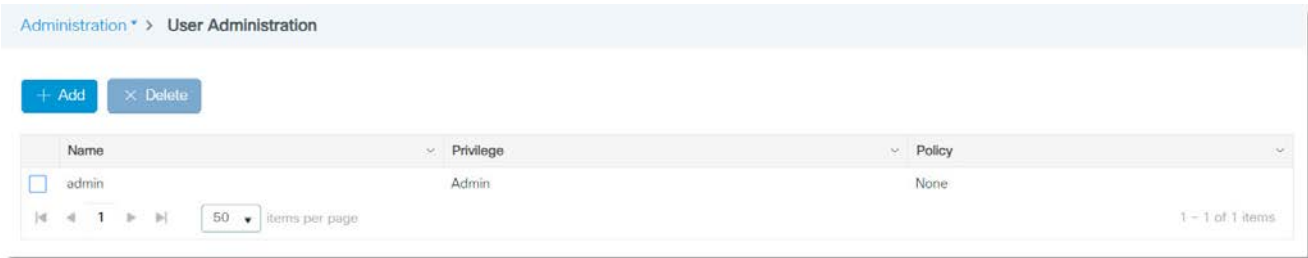 Administration > User Administration
+ Add × Delete
Name Privilege Policy
admin Admin None
1 50 items per page 1 - 1 of 1 items